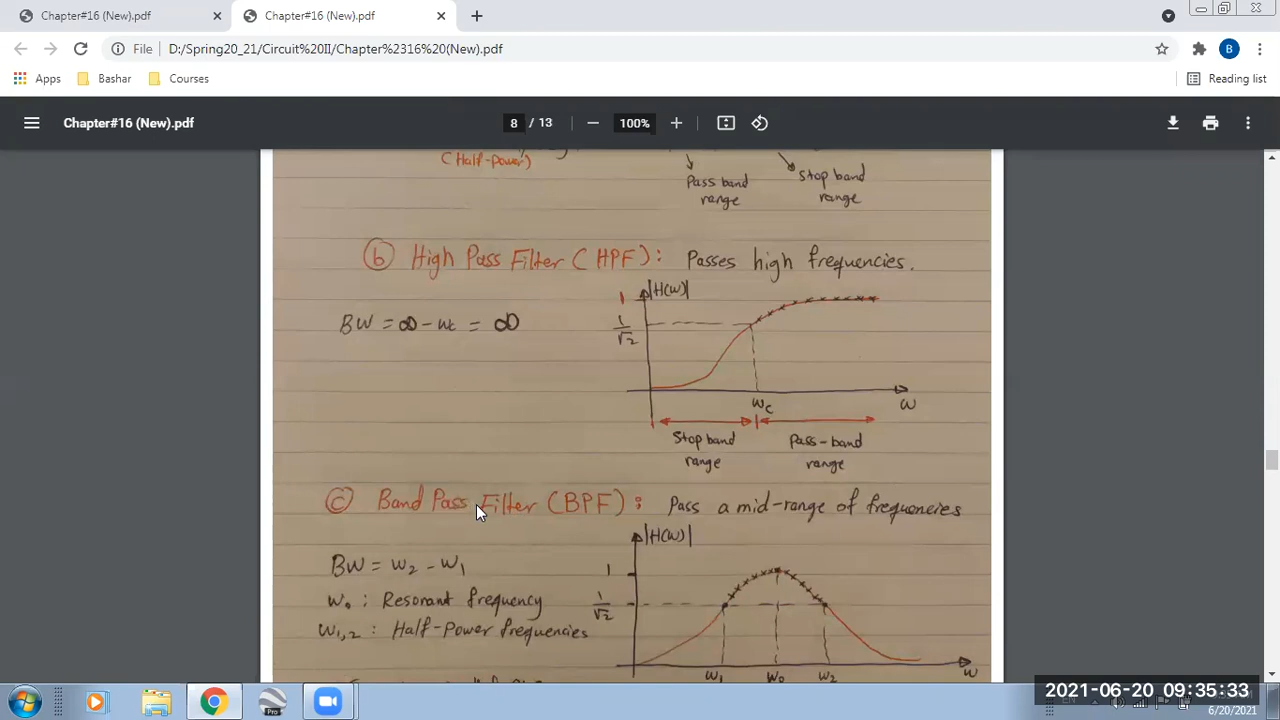 Chapter#16 (New).pdf
Chapter#16 (New).pdf
File
D:/Spring20_21/Circuit%20II/Chapter%2316%20(New).pdf
B
Apps
Bashar
Courses
Reading list
Chapter#16 (New).pdf
8 / 13
100%
(Half-power)
Pass band
range
Stop band
range
ⓑ High Pass Filter (HPF): Passes high frequencies.
BW = ∞ - wc = ∞
|H(w)|
1
1/√2
wc
w
Stop band
range
Pass-band
range
ⓒ Band Pass Filter (BPF): Pass a mid-range of frequencies
BW = w2 - w1
w0: Resonant frequency
w1,2: Half-Power frequencies
|H(w)|
1
1/√2
w1
w0
w2
w
Pro
2021-06-20 09:35:33
6/20/2021